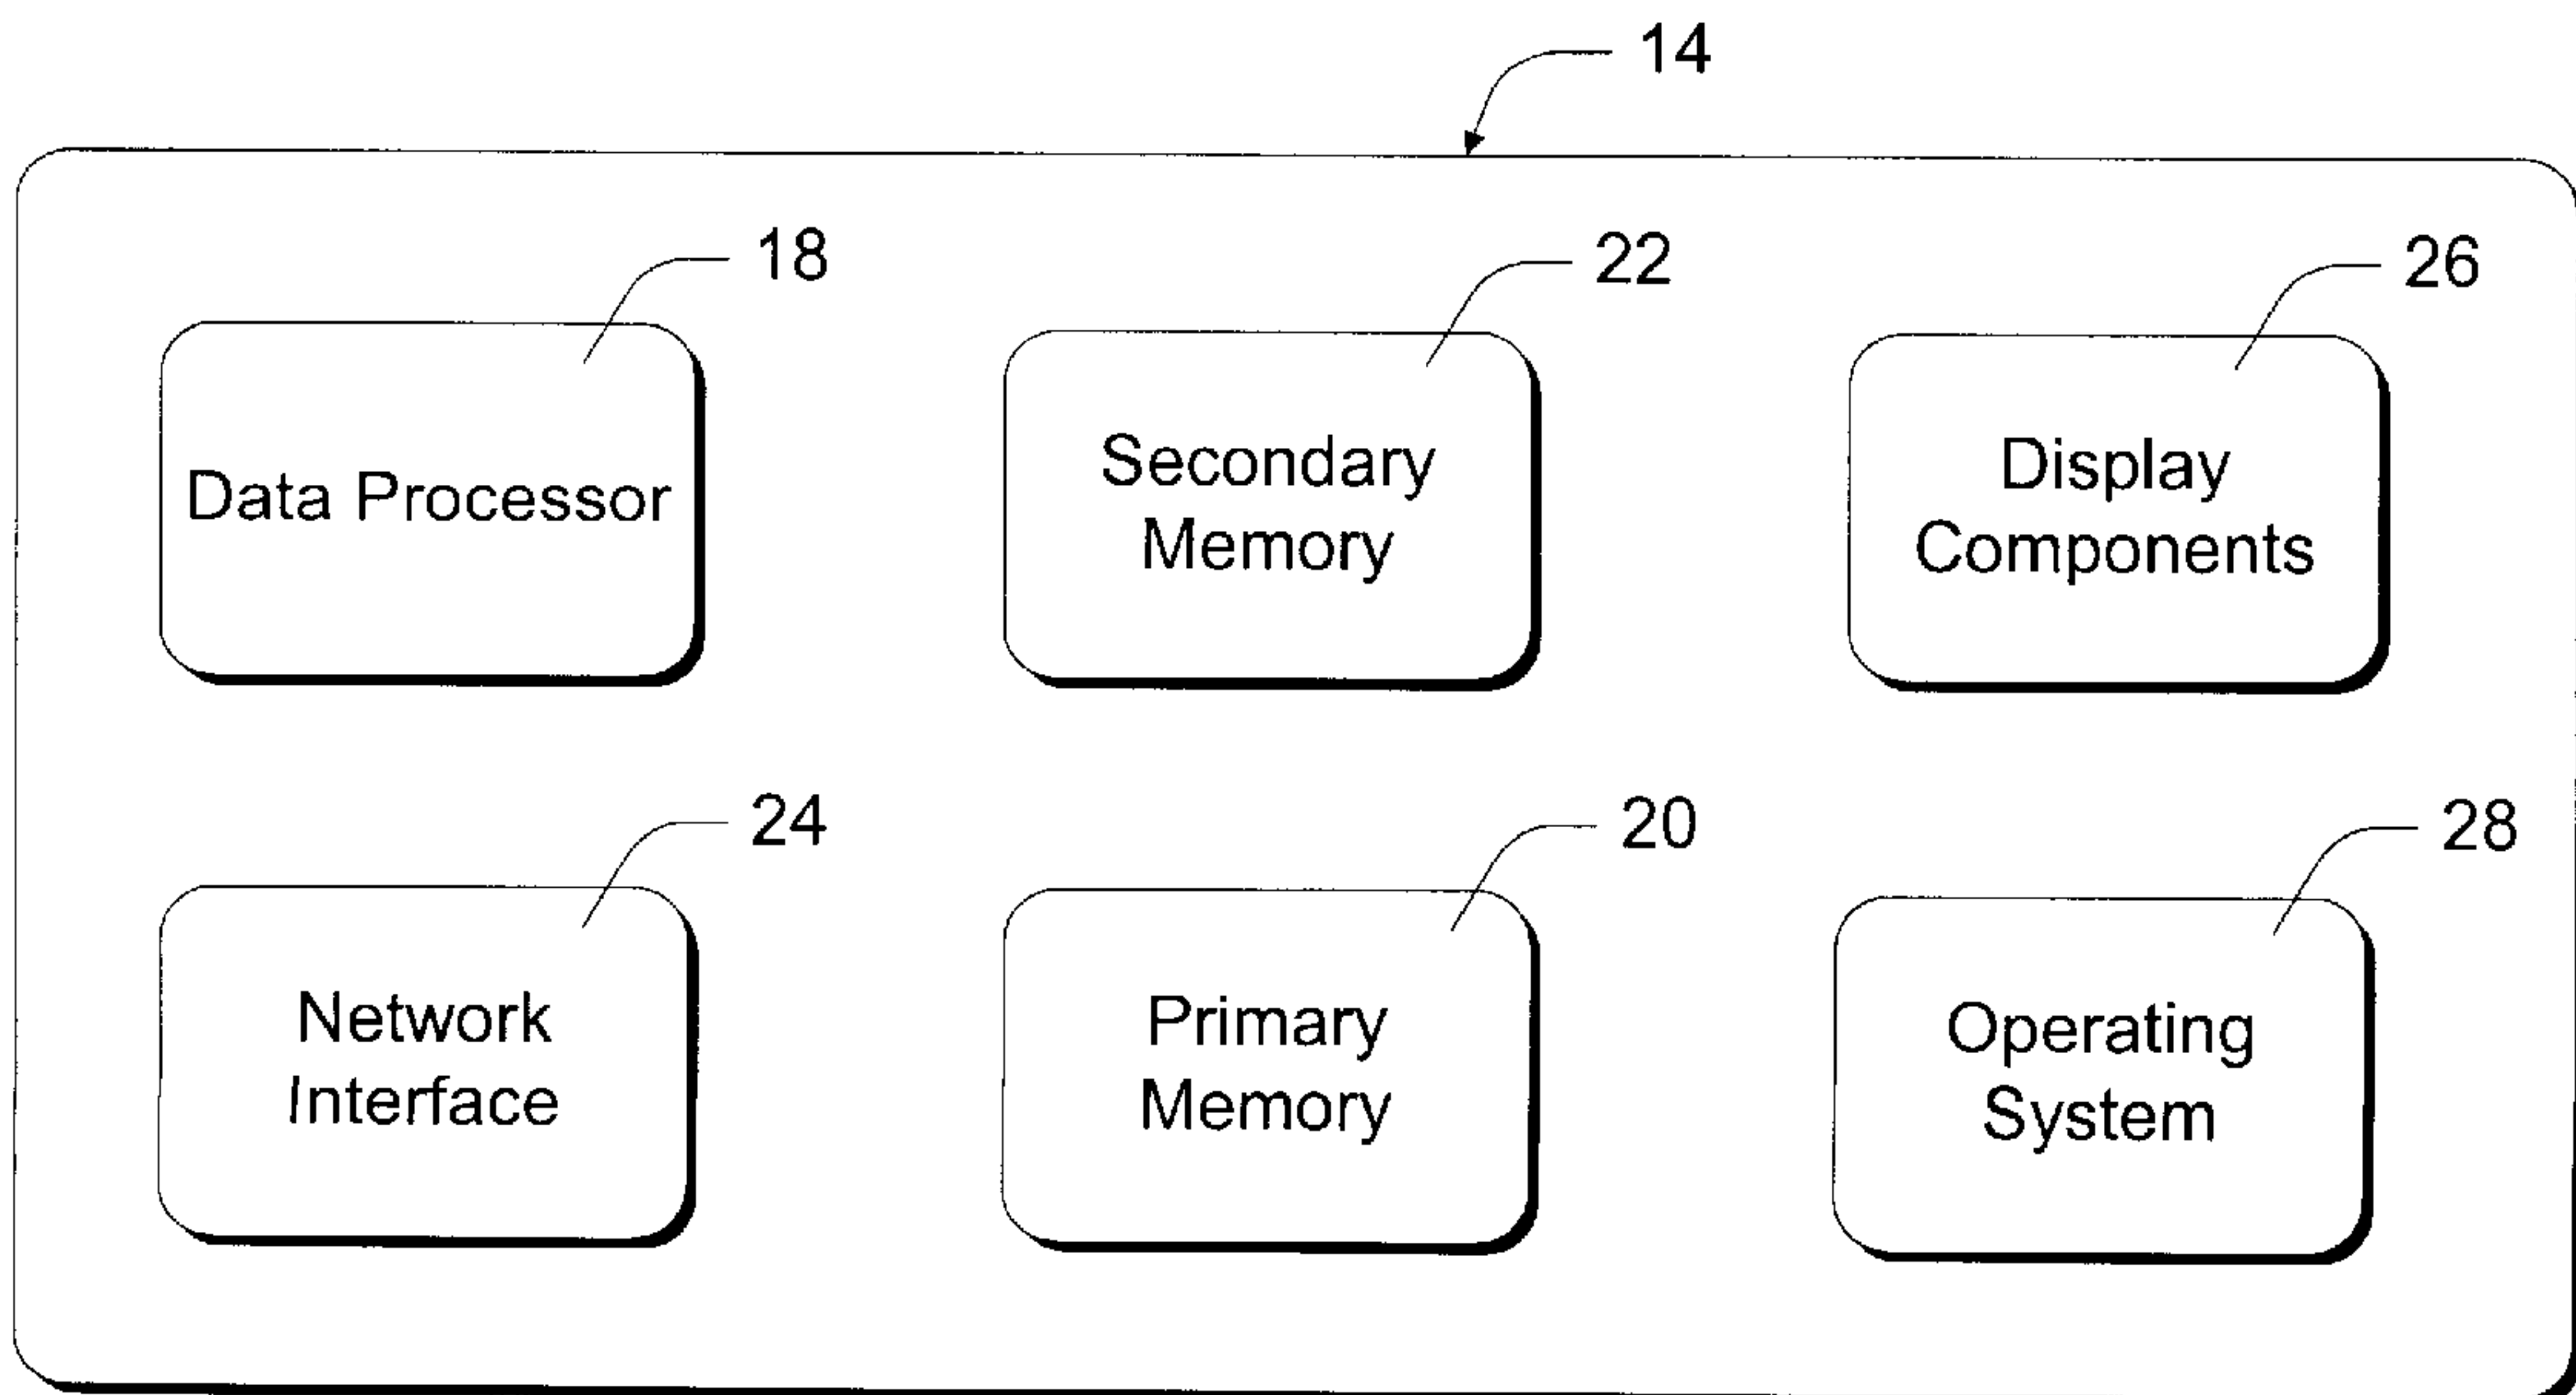 14
18
22
26
Data Processor
Secondary
Memory
Display
Components
24
20
28
Network
Interface
Primary
Memory
Operating
System